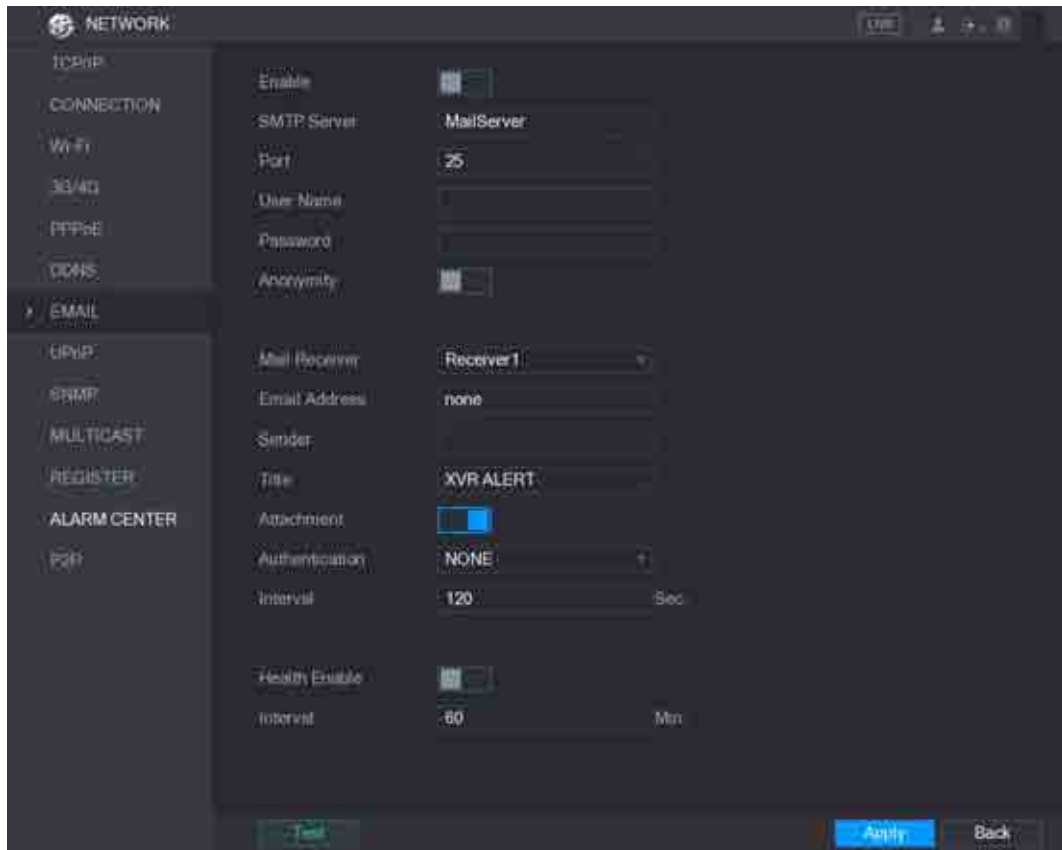 NETWORK
LIVE
TCP/IP
CONNECTION
Wi-Fi
3G/4G
PPPoE
DDNS
EMAIL
UPnP
SNMP
MULTICAST
REGISTER
ALARM CENTER
P2P
Enable
SMTP Server MailServer
Port 25
User Name
Password
Anonymity
Mail Receiver Receiver1
Email Address none
Sender
Title XVR ALERT
Attachment
Authentication NONE
Interval 120 Sec.
Health Enable
Interval 60 Min
Test Apply Back